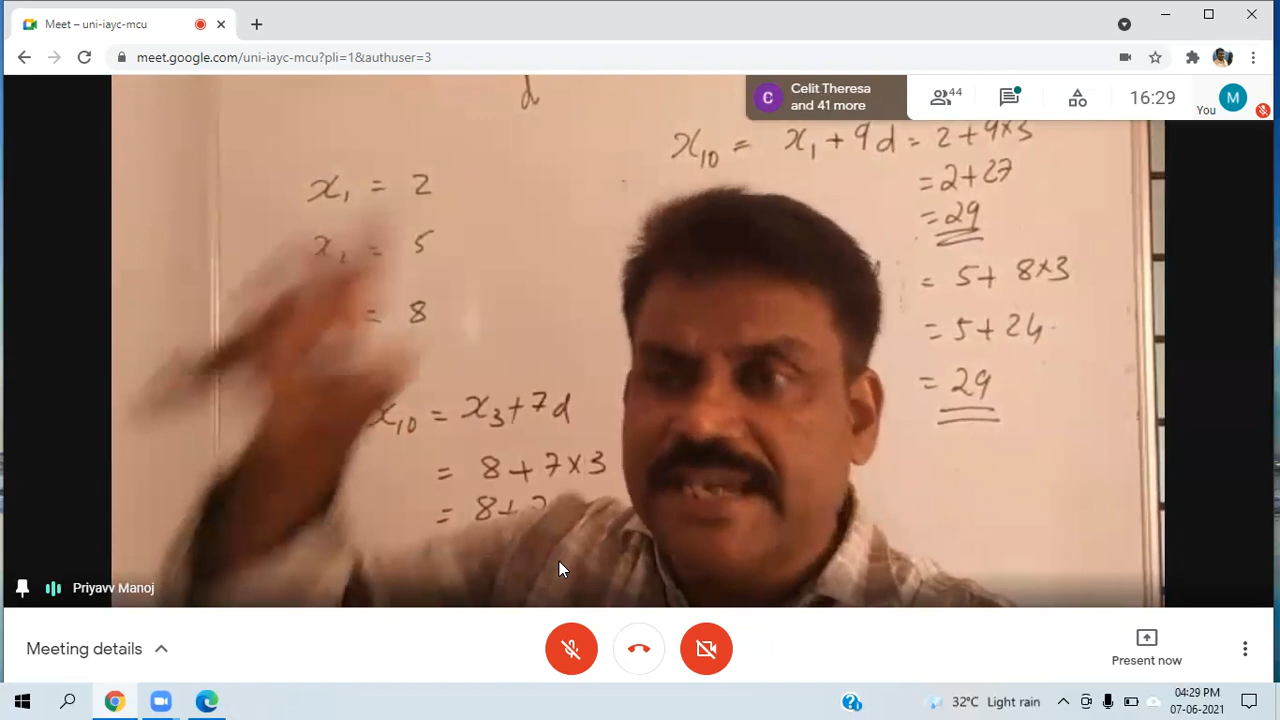 Meet – uni-iayc-mcu
meet.google.com/uni-iayc-mcu?pli=1&authuser=3
C
Celit Theresa
and 41 more
44
16:29
You
M
d
x₁₀ = x₁ + 9d = 2 + 9×3
= 2 + 27
= 29
x₁ = 2
x₂ = 5
= 8
= 5 + 8×3
= 5 + 24
= 29
x₁₀ = x₃ + 7d
= 8 + 7×3
= 8 +
Priyavv Manoj
Meeting details
Present now
32°C Light rain
04:29 PM
07-06-2021